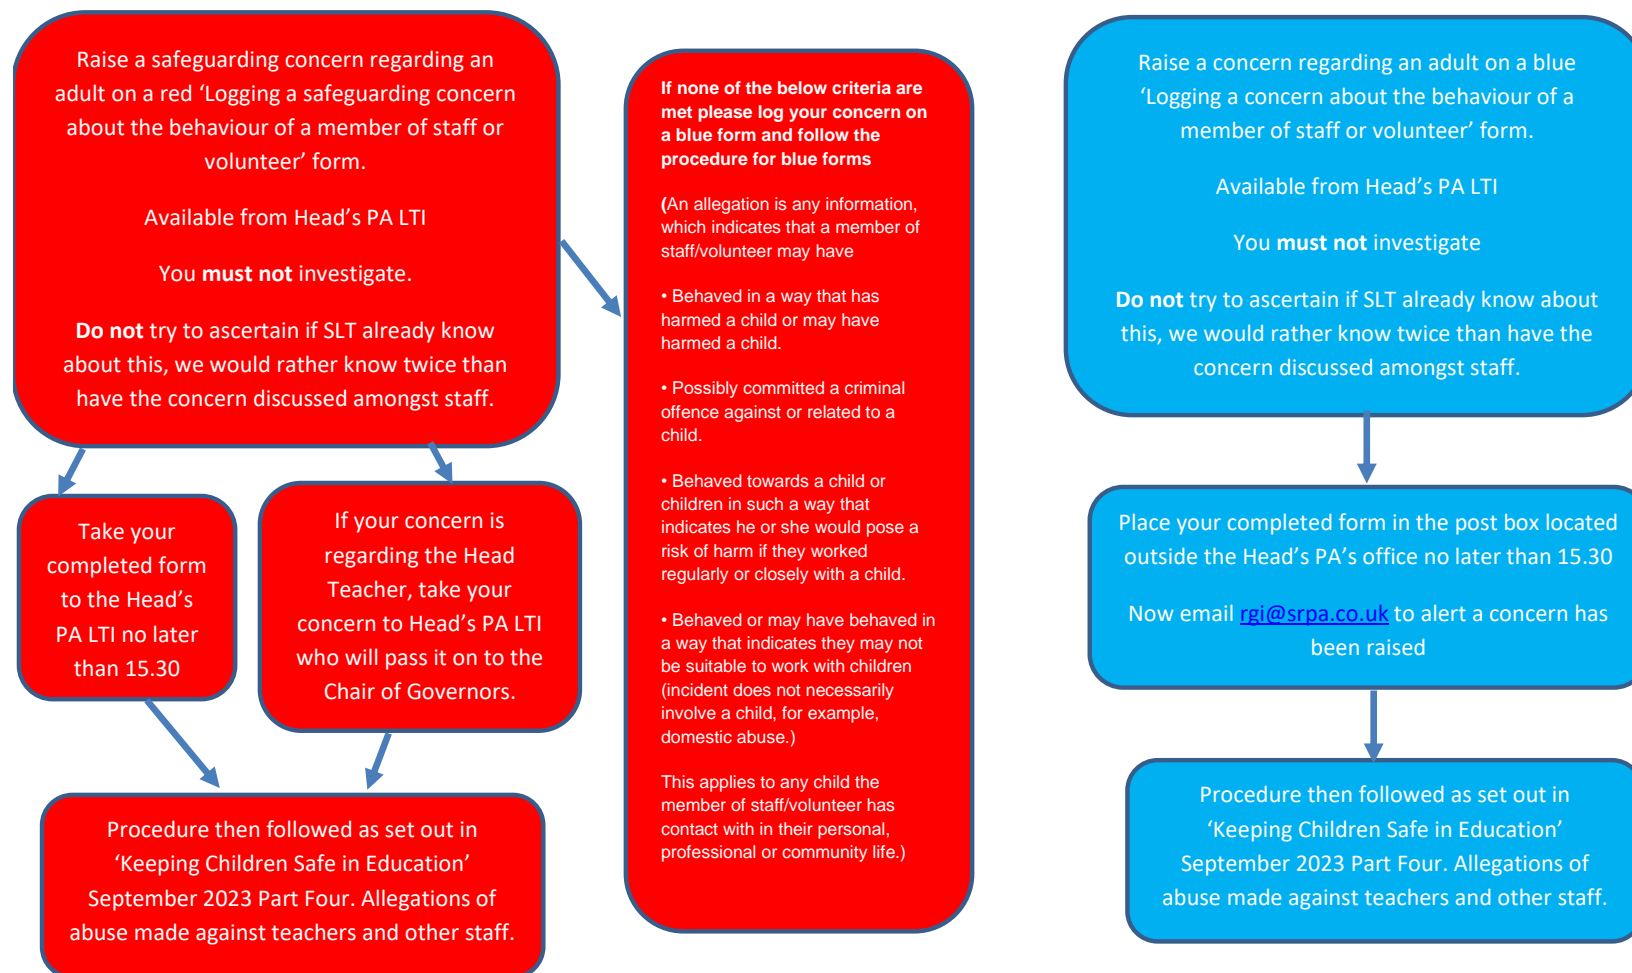 Raise a safeguarding concern regarding an
adult on a red ‘Logging a safeguarding concern
about the behaviour of a member of staff or
volunteer’ form.
Available from Head’s PA LTI
You must not investigate.
Do not try to ascertain if SLT already know
about this, we would rather know twice than
have the concern discussed amongst staff.
Take your
completed form
to the Head’s
PA LTI no later
than 15.30
If your concern is
regarding the Head
Teacher, take your
concern to Head’s PA LTI
who will pass it on to the
Chair of Governors.
Procedure then followed as set out in
‘Keeping Children Safe in Education’
September 2023 Part Four. Allegations of
abuse made against teachers and other staff.
If none of the below criteria are
met please log your concern on
a blue form and follow the
procedure for blue forms
(An allegation is any information,
which indicates that a member of
staff/volunteer may have
• Behaved in a way that has
harmed a child or may have
harmed a child.
• Possibly committed a criminal
offence against or related to a
child.
• Behaved towards a child or
children in such a way that
indicates he or she would pose a
risk of harm if they worked
regularly or closely with a child.
• Behaved or may have behaved in
a way that indicates they may not
be suitable to work with children
(incident does not necessarily
involve a child, for example,
domestic abuse.)
This applies to any child the
member of staff/volunteer has
contact with in their personal,
professional or community life.)
Raise a concern regarding an adult on a blue
‘Logging a concern about the behaviour of a
member of staff or volunteer’ form.
Available from Head’s PA LTI
You must not investigate
Do not try to ascertain if SLT already know about
this, we would rather know twice than have the
concern discussed amongst staff.
Place your completed form in the post box located
outside the Head’s PA’s office no later than 15.30
Now email rgi@srpa.co.uk to alert a concern has
been raised
Procedure then followed as set out in
‘Keeping Children Safe in Education’
September 2023 Part Four. Allegations of
abuse made against teachers and other staff.